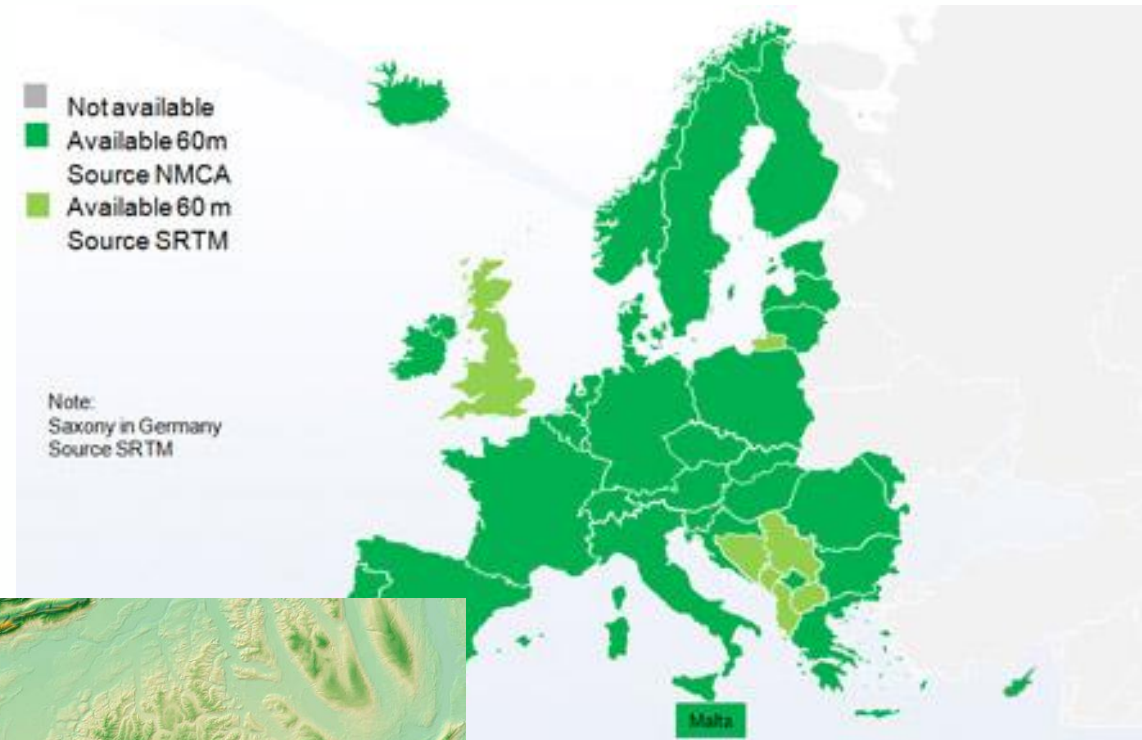 Not available
Available 60m
Source NMCA
Available 60 m
Source SRTM
Note:
Saxony in Germany
Source SRTM
Malta